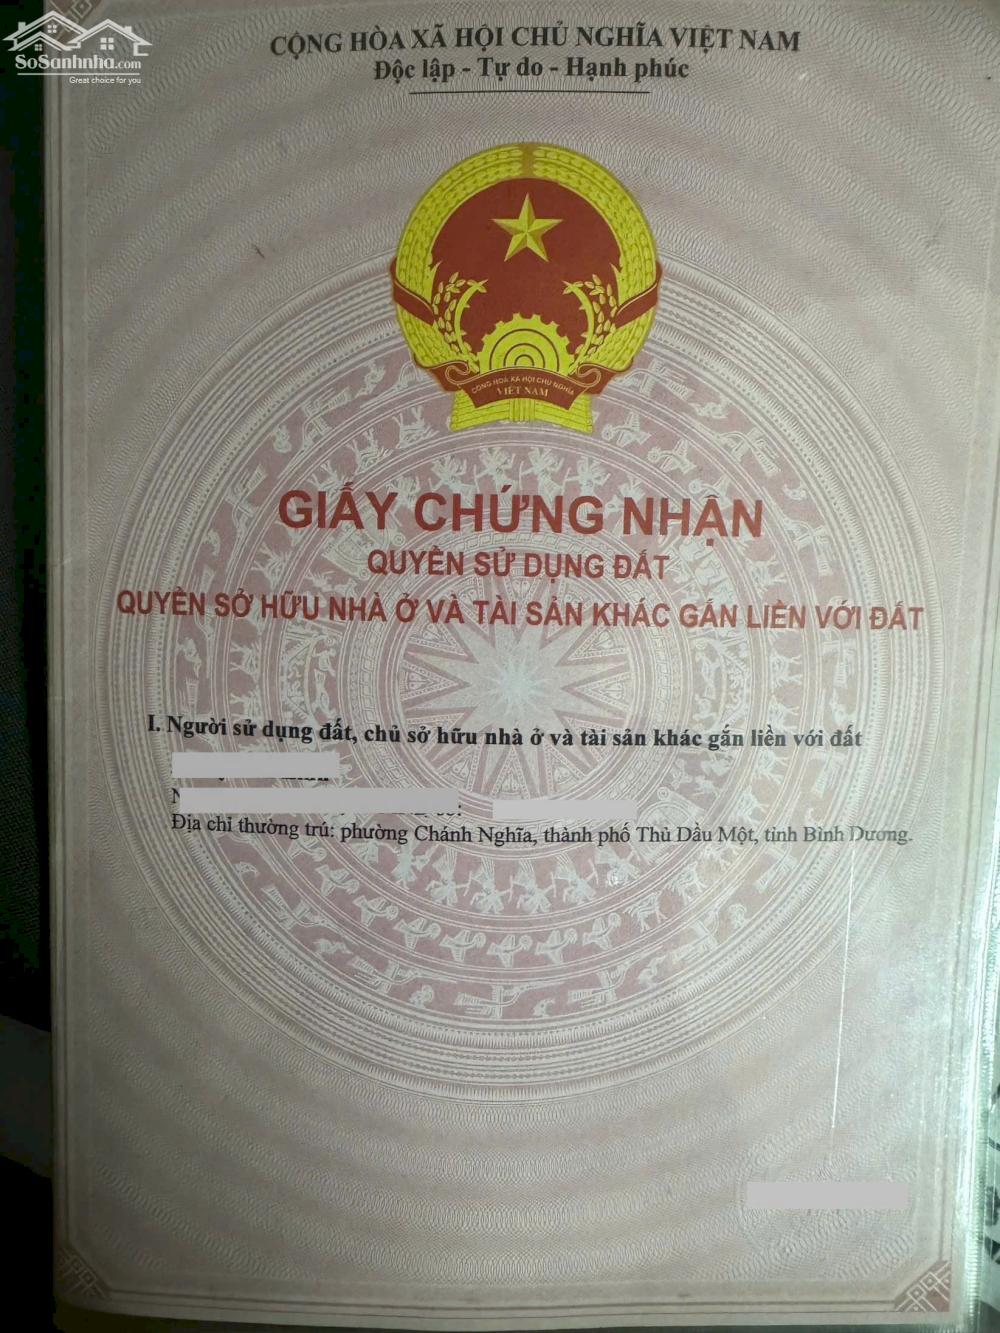 SoSanhnha.com
Great choice for you
CỘNG HÒA XÃ HỘI CHỦ NGHĨA VIỆT NAM
Độc lập - Tự do - Hạnh phúc
CỘNG HOÀ XÃ HỘI CHỦ NGHĨA
VIỆT NAM
GIẤY CHỨNG NHẬN
QUYỀN SỬ DỤNG ĐẤT
QUYỀN SỞ HỮU NHÀ Ở VÀ TÀI SẢN KHÁC GẮN LIỀN VỚI ĐẤT
I. Người sử dụng đất, chủ sở hữu nhà ở và tài sản khác gắn liền với đất
Địa chỉ thường trú: phường Chánh Nghĩa, thành phố Thủ Dầu Một, tỉnh Bình Dương.